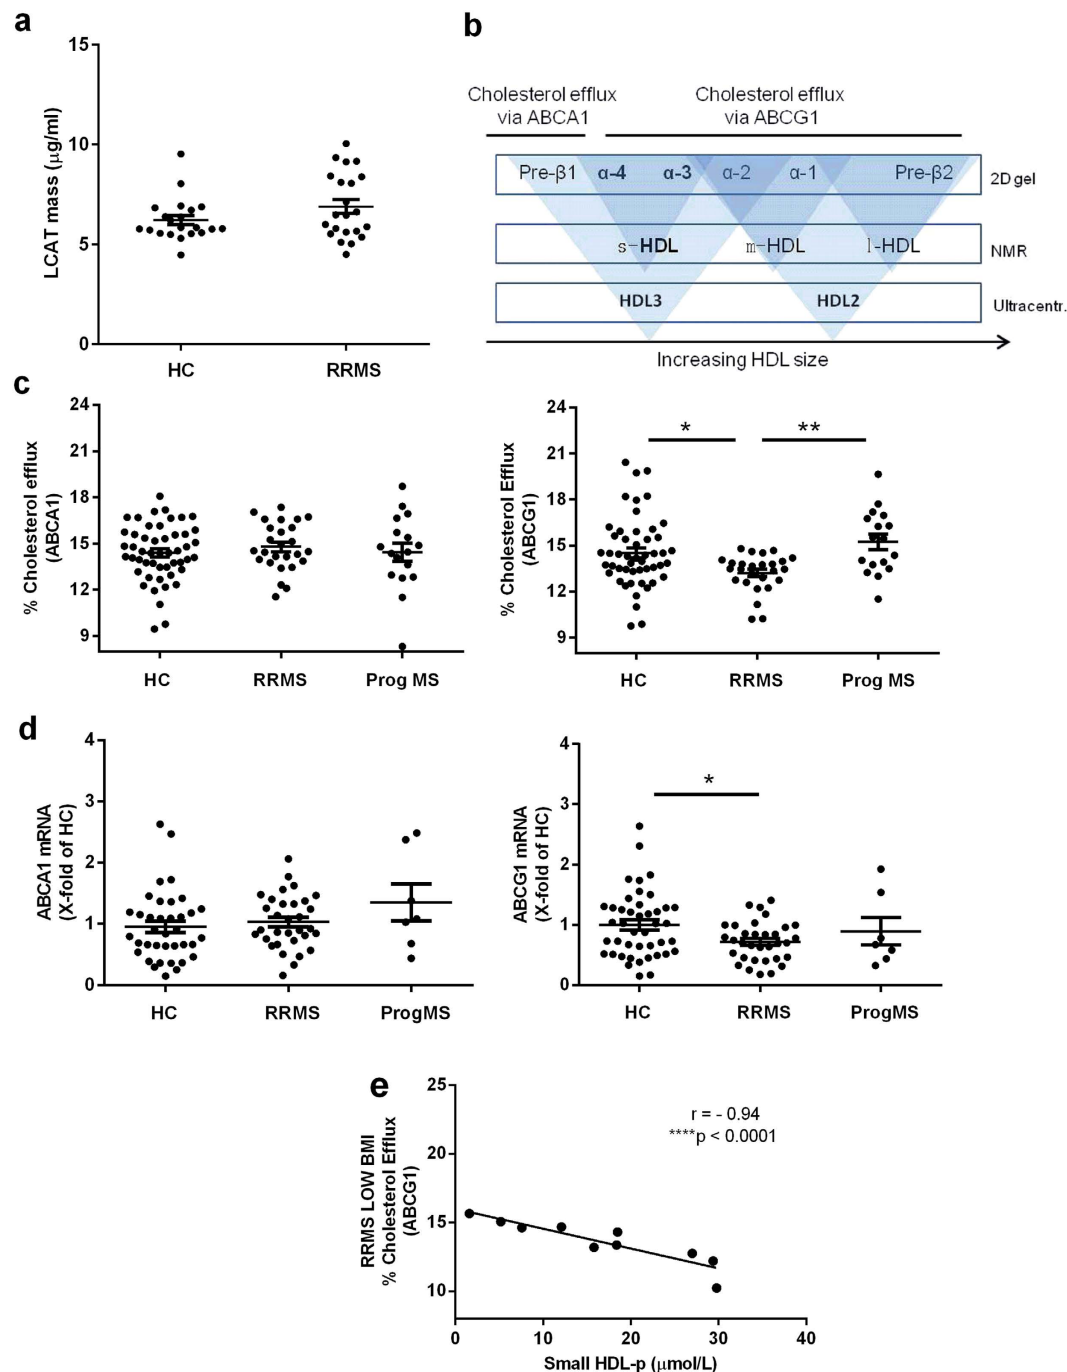 a
15
10
5
0
LCAT mass (µg/ml)
HC
RRMS
b
Cholesterol efflux
via ABCA1
Cholesterol efflux
via ABCG1
Pre-β1
α-4
α-3
α-2
α-1
Pre-β2
2D gel
s-HDL
m-HDL
l-HDL
NMR
HDL3
HDL2
Ultracentr.
Increasing HDL size
c
24
21
18
15
12
9
% Cholesterol efflux
(ABCA1)
HC
RRMS
Prog MS
24
21
18
15
12
9
% Cholesterol Efflux
(ABCG1)
*
**
HC
RRMS
Prog MS
d
4
3
2
1
0
ABCA1 mRNA
(X-fold of HC)
HC
RRMS
ProgMS
4
3
2
1
0
ABCG1 mRNA
(X-fold of HC)
*
HC
RRMS
ProgMS
e
25
20
15
10
RRMS LOW BMI
% Cholesterol Efflux
(ABCG1)
r = - 0.94
****p < 0.0001
0
10
20
30
40
Small HDL-p (µmol/L)